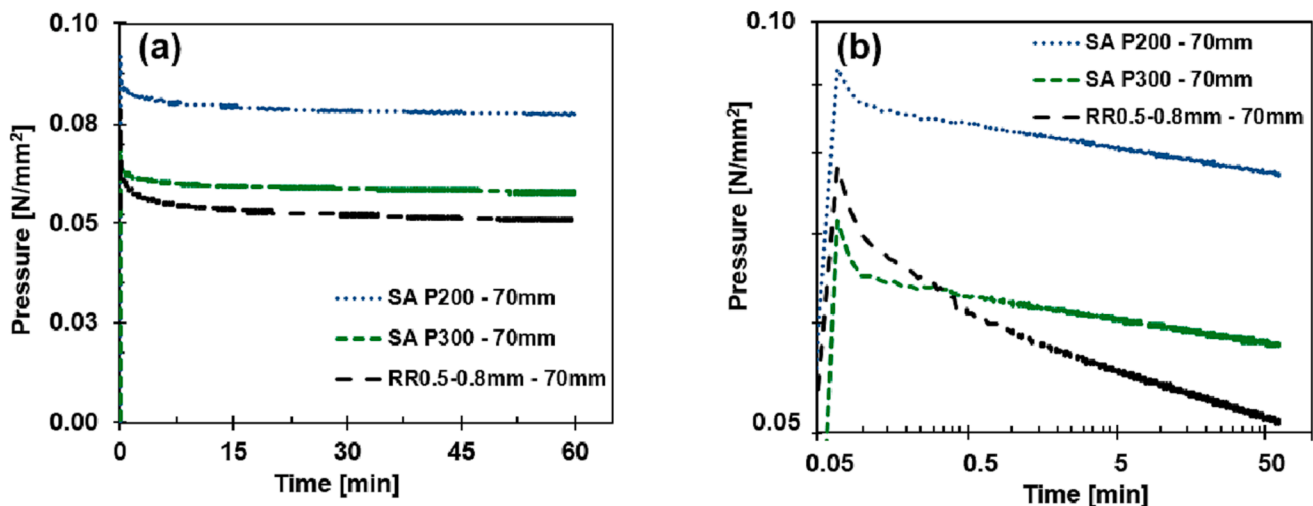 (a)
0.10
0.08
0.05
0.03
0.00
Pressure [N/mm²]
SA P200 - 70mm
SA P300 - 70mm
RR0.5-0.8mm - 70mm
0 15 30 45 60
Time [min]
(b)
0.10
0.05
Pressure [N/mm²]
SA P200 - 70mm
SA P300 - 70mm
RR0.5-0.8mm - 70mm
0.05 0.5 5 50
Time [min]